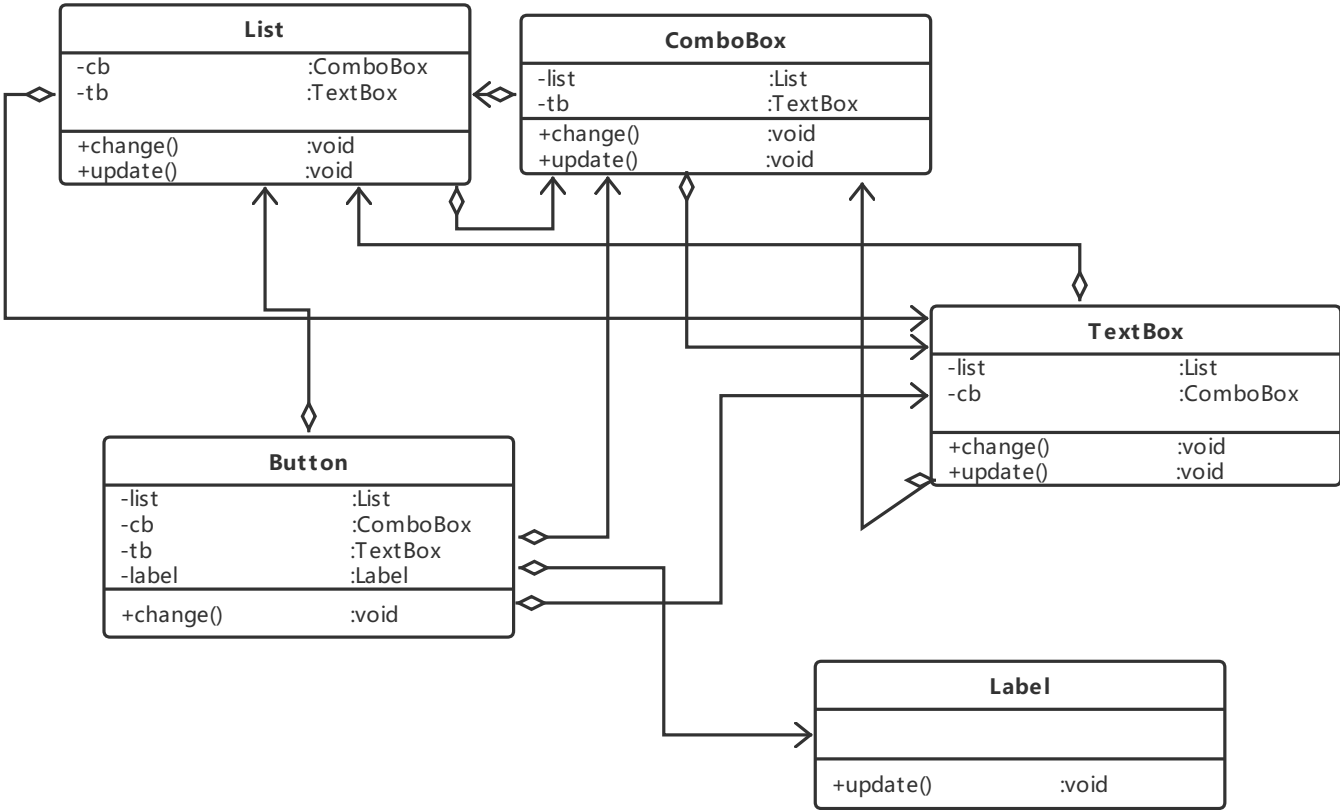 List
-cb :ComboBox
-tb :TextBox
+change() :void
+update() :void
ComboBox
-list :List
-tb :TextBox
+change() :void
+update() :void
TextBox
-list :List
-cb :ComboBox
+change() :void
+update() :void
Button
-list :List
-cb :ComboBox
-tb :TextBox
-label :Label
+change() :void
Label
+update() :void